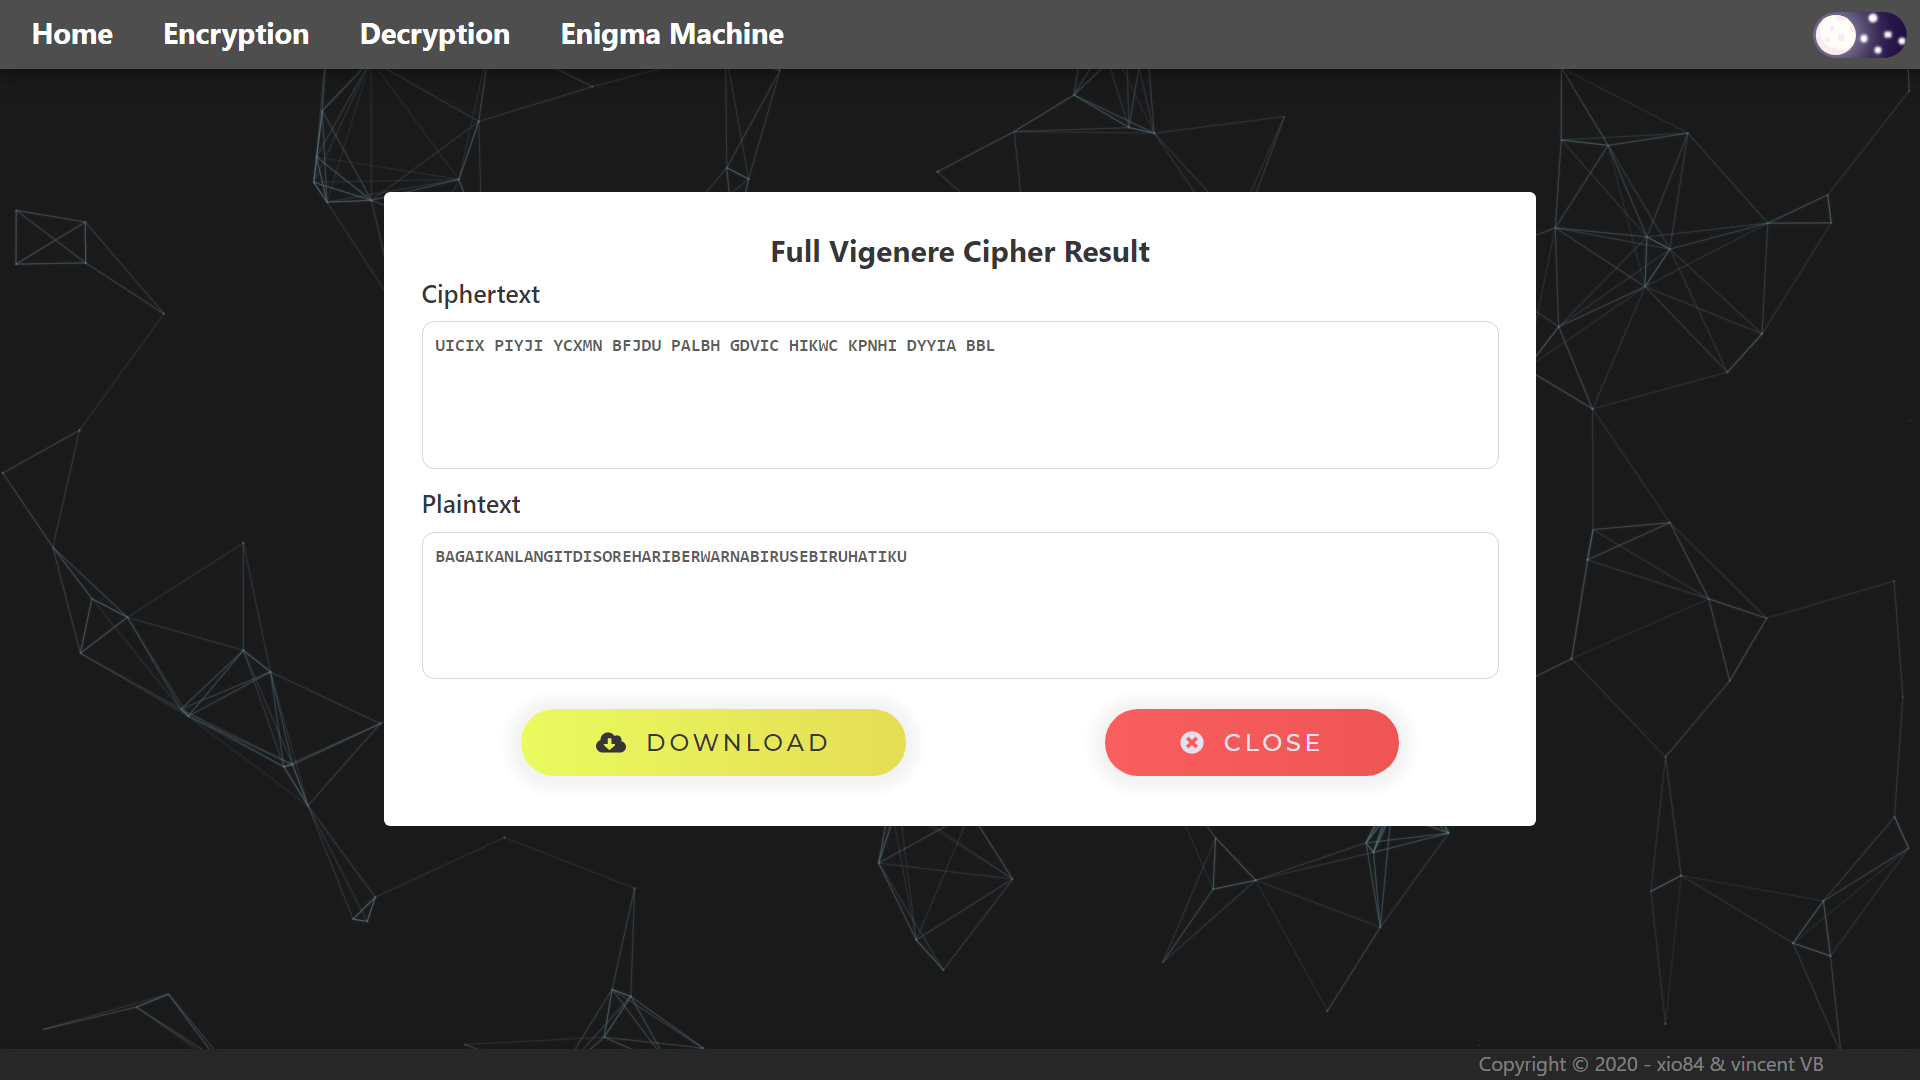 Home Encryption Decryption Enigma Machine
Full Vigenere Cipher Result
Ciphertext
UICIX PIYJI YCXMN BFJDU PALBH GDVIC HIKWC KPNHI DYYIA BBL
Plaintext
BAGAIKANLANGITDISOREHARIBERWARNABIRUSEBIRUHATIKU
DOWNLOAD CLOSE
Copyright © 2020 - xio84 & vincent VB